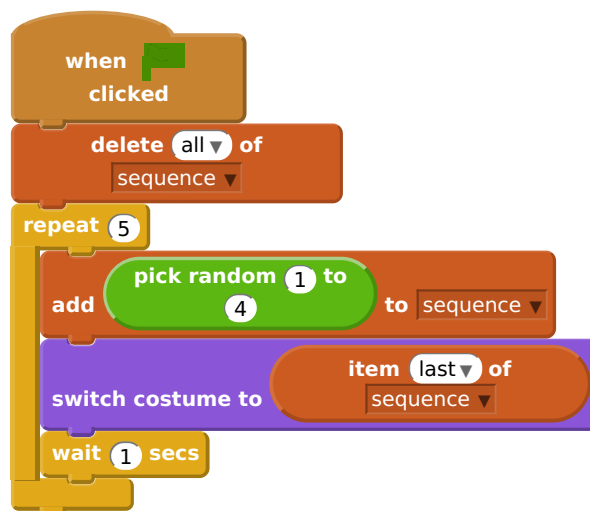 when
clicked
delete all ▼ of
sequence ▼
repeat 5
pick random 1 to
4
add to sequence ▼
item last ▼ of
sequence ▼
switch costume to
wait 1 secs